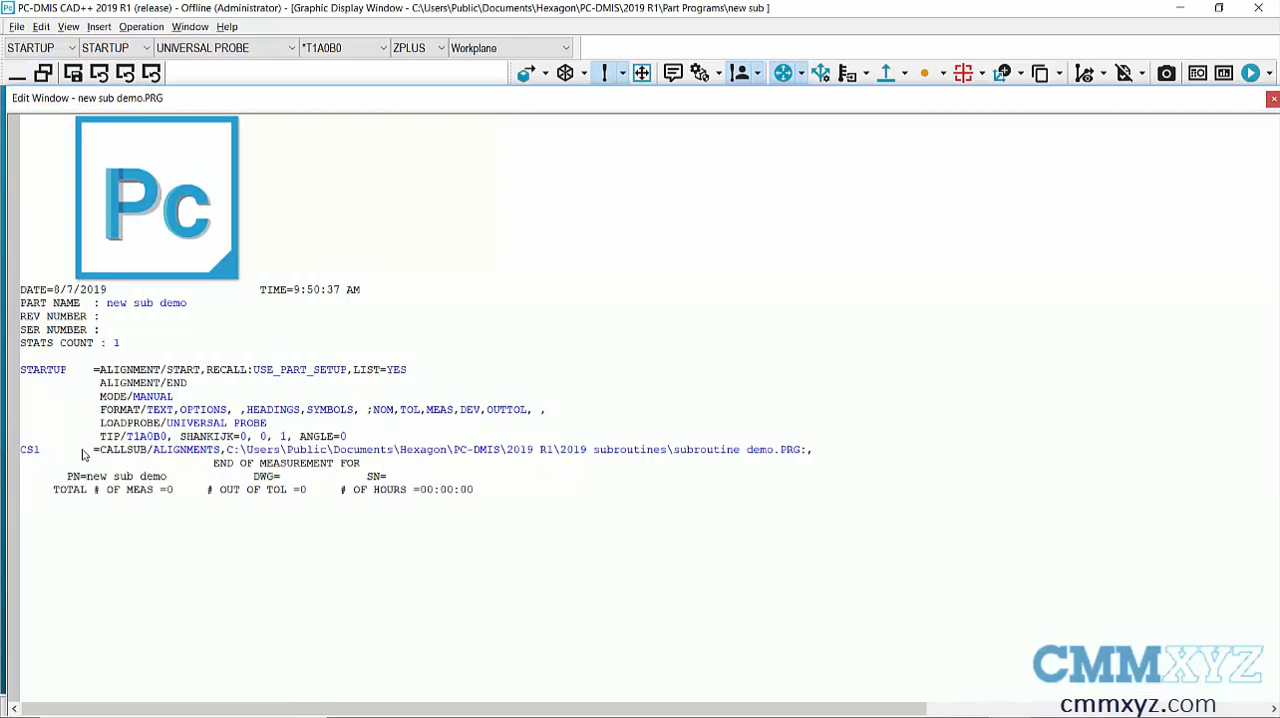 PC-DMIS CAD++ 2019 R1 (release) - Offline (Administrator) - [Graphic Display Window - C:\Users\Public\Documents\Hexagon\PC-DMIS\2019 R1\Part Programs\new sub ]
File Edit View Insert Operation Window Help
STARTUP STARTUP UNIVERSAL PROBE *T1A0B0 ZPLUS Workplane
Edit Window - new sub demo.PRG
Pc
DATE=8/7/2019 TIME=9:50:37 AM
PART NAME : new sub demo
REV NUMBER :
SER NUMBER :
STATS COUNT : 1
STARTUP =ALIGNMENT/START,RECALL:USE_PART_SETUP,LIST=YES
ALIGNMENT/END
MODE/MANUAL
FORMAT/TEXT,OPTIONS, ,HEADINGS,SYMBOLS, ;NOM,TOL,MEAS,DEV,OUTTOL, ,
LOADPROBE/UNIVERSAL PROBE
TIP/T1A0B0, SHANKIJK=0, 0, 1, ANGLE=0
CS1 =CALLSUB/ALIGNMENTS,C:\Users\Public\Documents\Hexagon\PC-DMIS\2019 R1\2019 subroutines\subroutine demo.PRG:,
END OF MEASUREMENT FOR
PN=new sub demo DWG= SN=
TOTAL # OF MEAS =0 # OUT OF TOL =0 # OF HOURS =00:00:00
CMMXYZ
cmmxyz.com